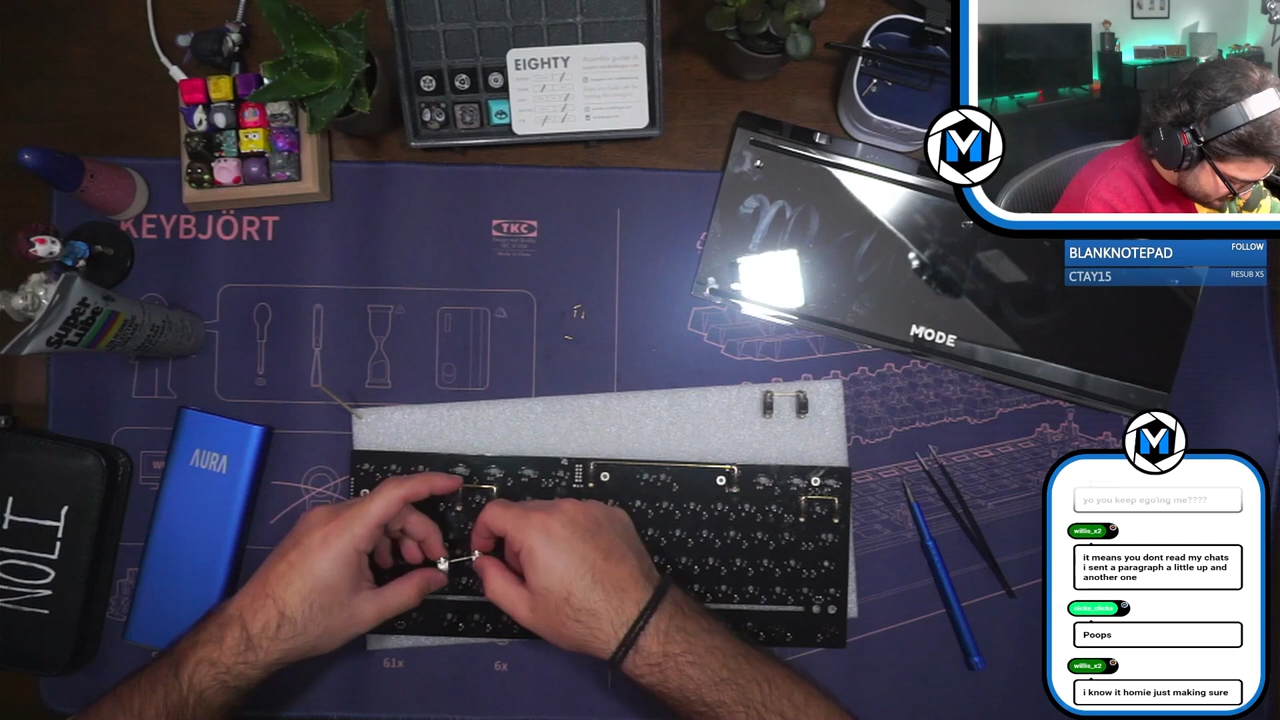 EIGHTY
KEYBJÖRT
TKC
Super Lube
AURA
NOLI
MODE
61x
6x
M
BLANKNOTEPAD FOLLOW
CTAY15 RESUB X5
M
yo you keep ego'ing me????
willis_x2
it means you dont read my chats
i sent a paragraph a little up and
another one
Poops
willis_x2
i know it homie just making sure